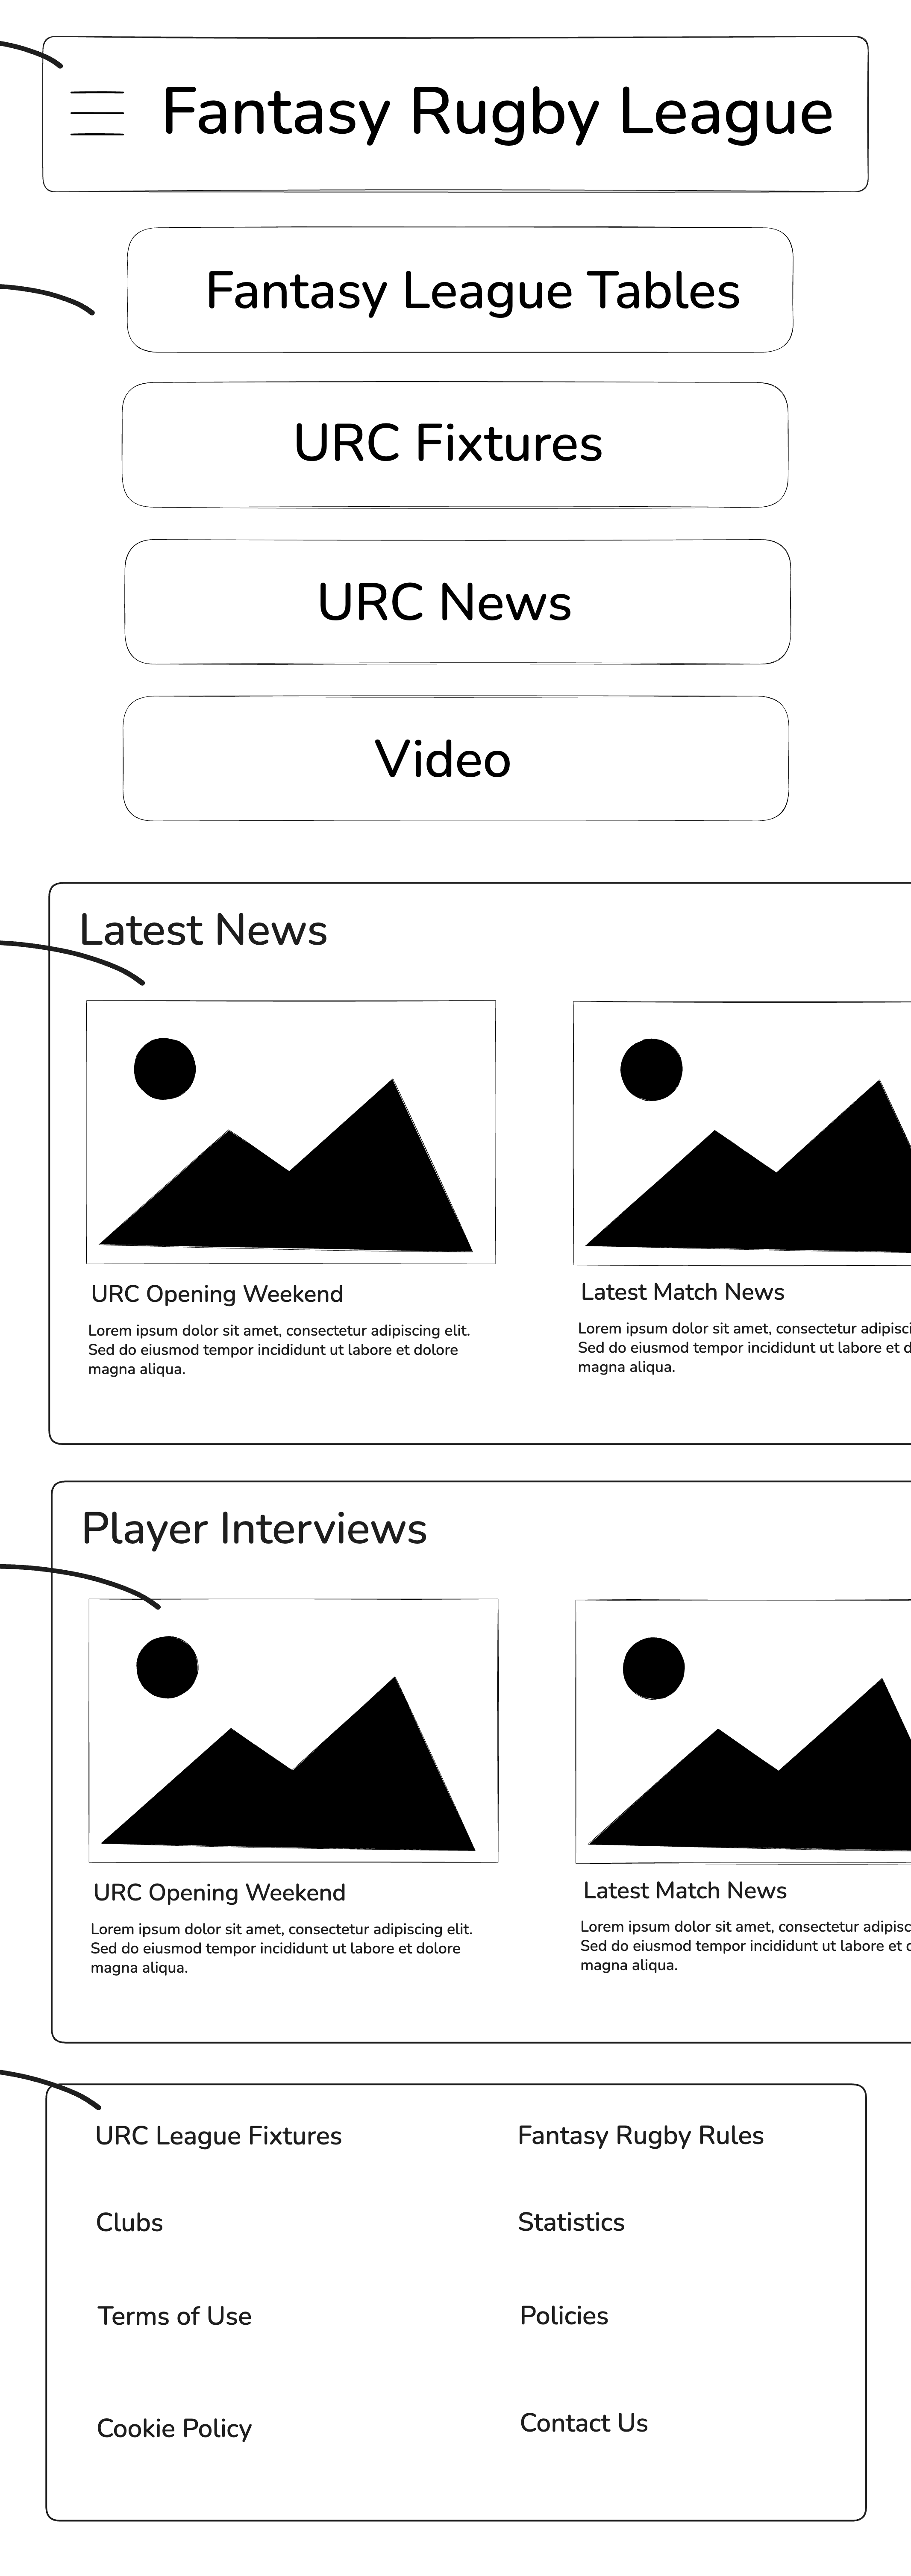 Fantasy Rugby League
Fantasy League Tables
URC Fixtures
URC News
Video
Latest News
URC Opening Weekend
Lorem ipsum dolor sit amet, consectetur adipiscing elit.
Sed do eiusmod tempor incididunt ut labore et dolore
magna aliqua.
Latest Match News
Lorem ipsum dolor sit amet, consectetur adipisci
Sed do eiusmod tempor incididunt ut labore et d
magna aliqua.
Player Interviews
URC Opening Weekend
Lorem ipsum dolor sit amet, consectetur adipiscing elit.
Sed do eiusmod tempor incididunt ut labore et dolore
magna aliqua.
Latest Match News
Lorem ipsum dolor sit amet, consectetur adipisc
Sed do eiusmod tempor incididunt ut labore et d
magna aliqua.
URC League Fixtures
Fantasy Rugby Rules
Clubs
Statistics
Terms of Use
Policies
Cookie Policy
Contact Us